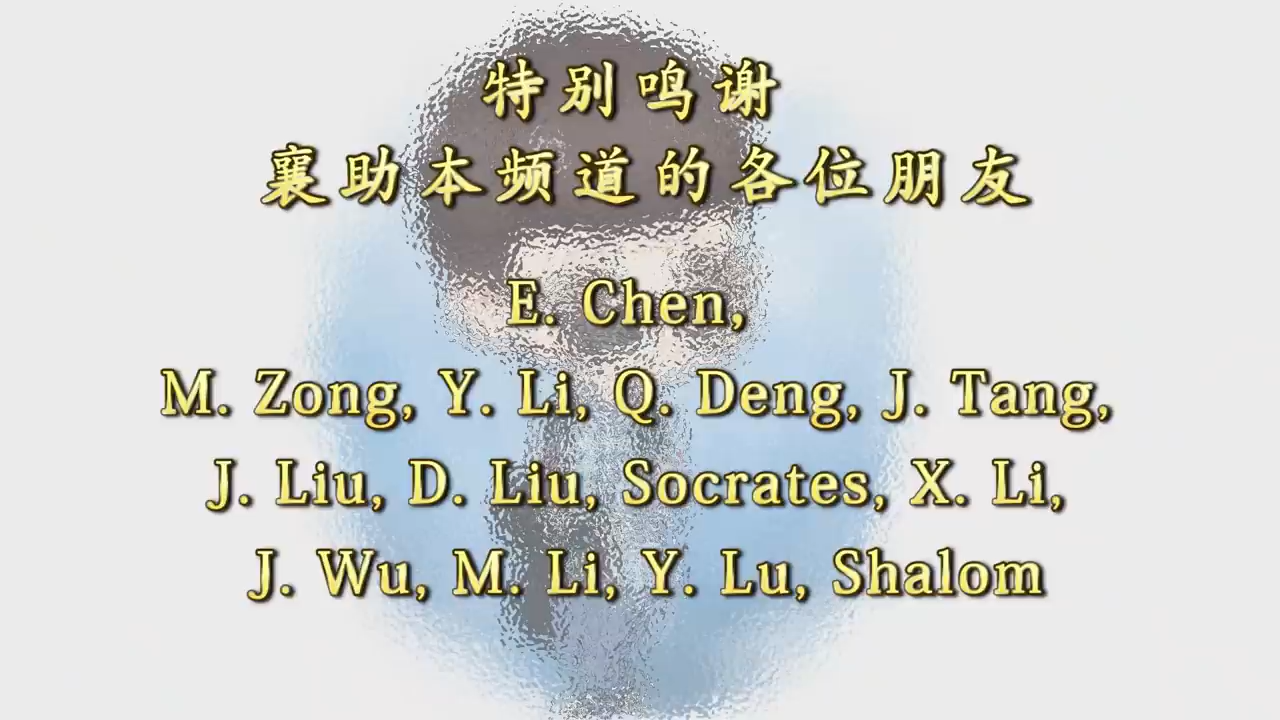 特别鸣谢
襄助本频道的各位朋友
E. Chen,
M. Zong, Y. Li, Q. Deng, J. Tang,
J. Liu, D. Liu, Socrates, X. Li,
J. Wu, M. Li, Y. Lu, Shalom